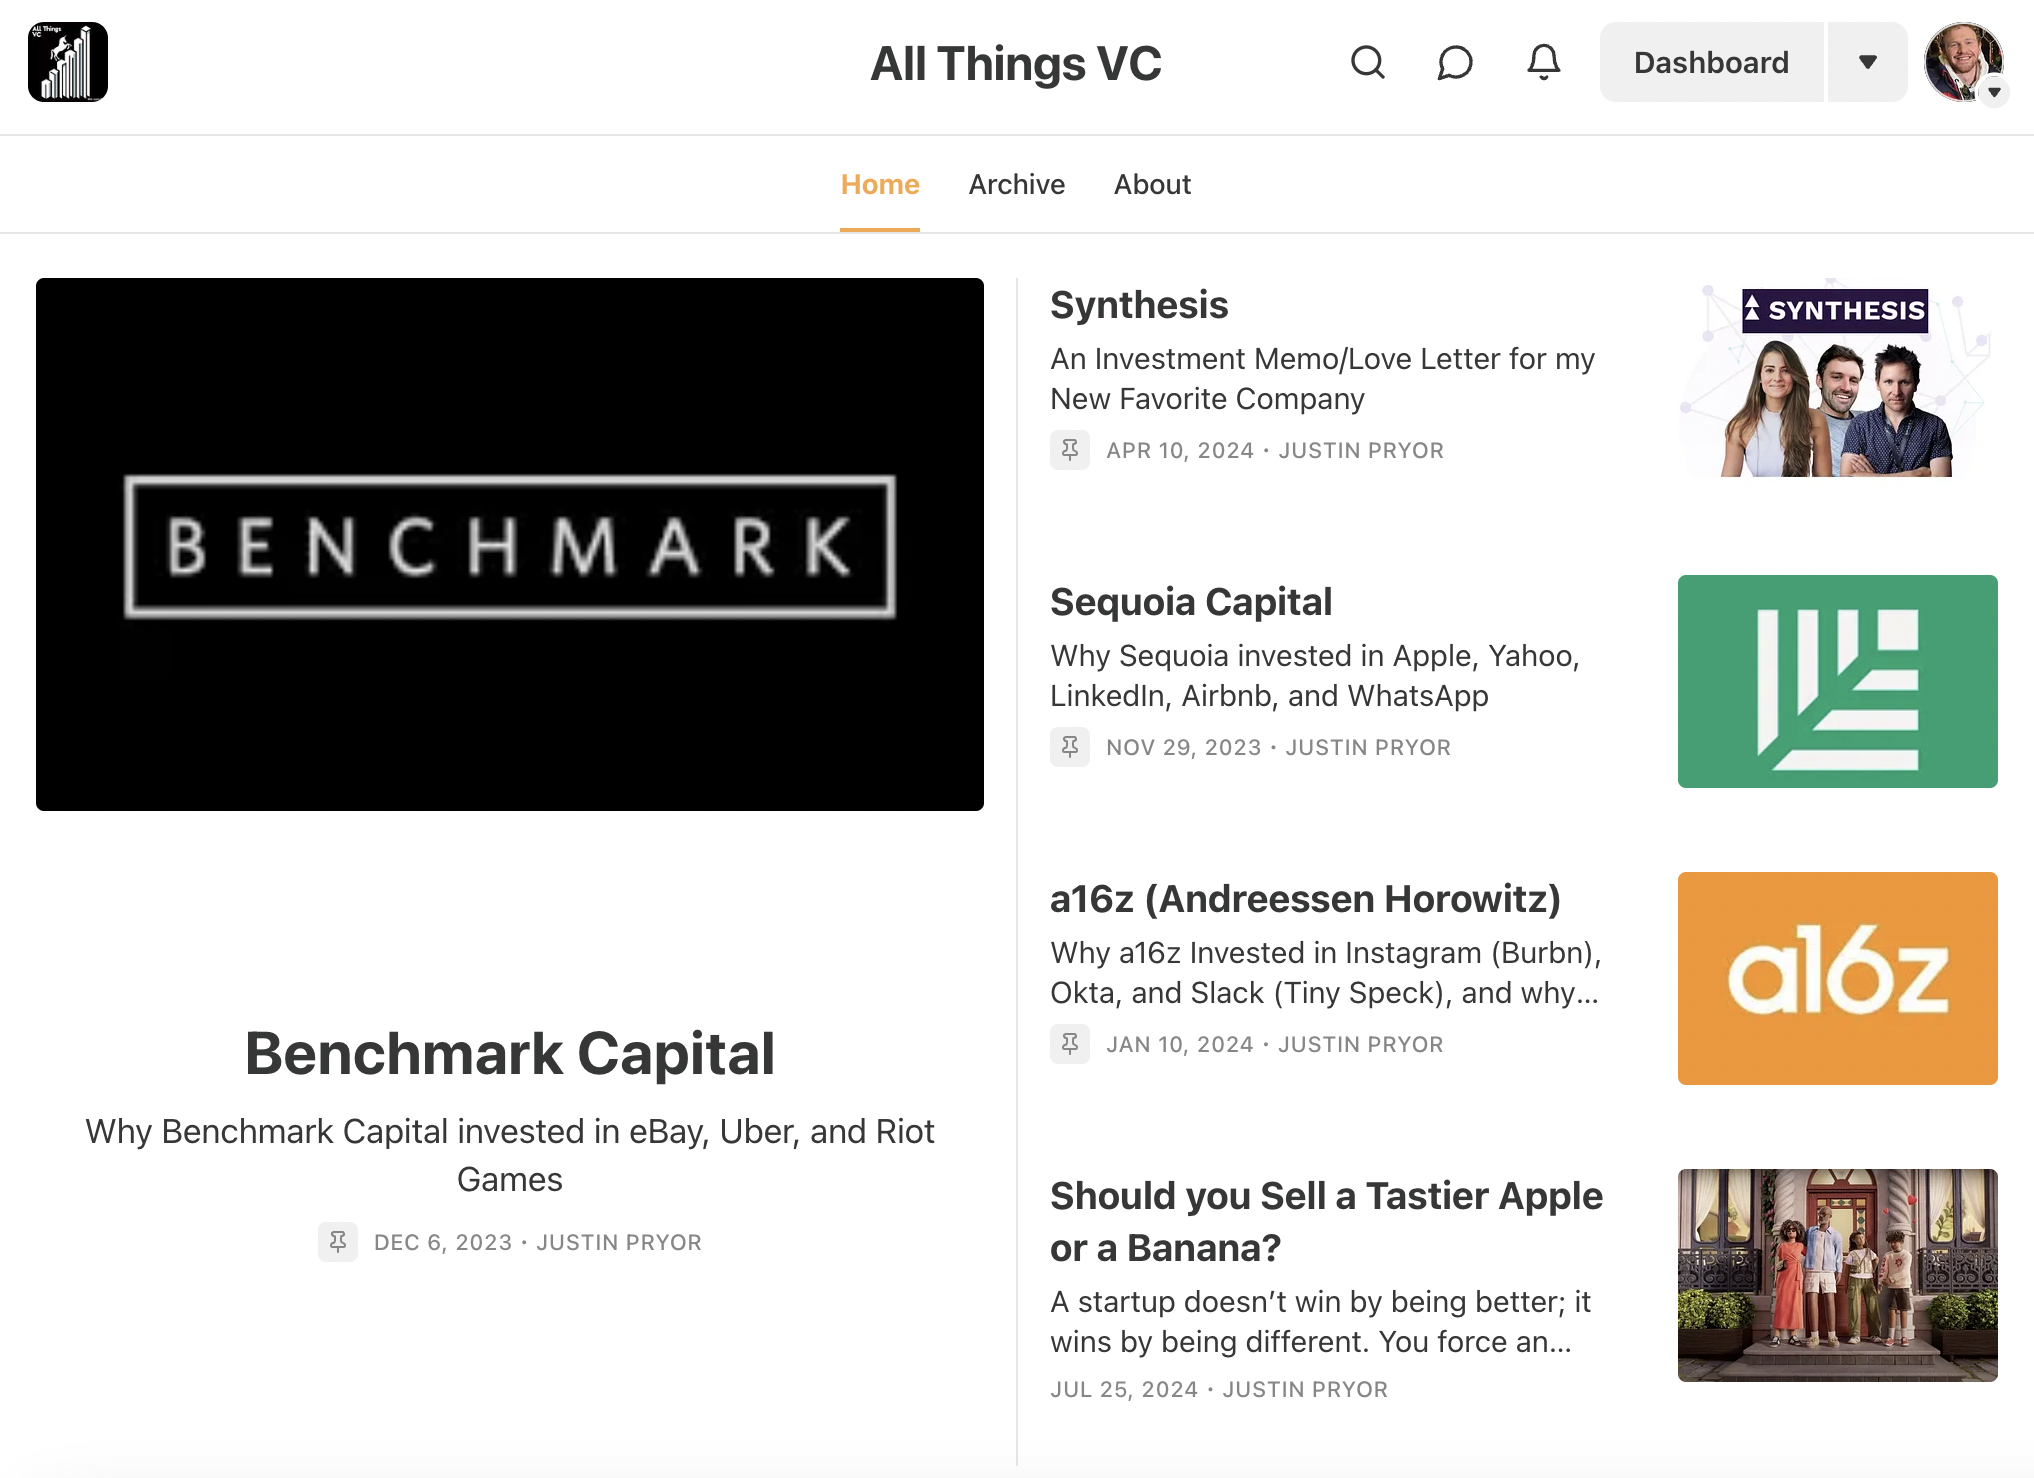 All Things
VC
All Things VC
Dashboard
Home
Archive
About
BENCHMARK
Benchmark Capital
Why Benchmark Capital invested in eBay, Uber, and Riot
Games
DEC 6, 2023 • JUSTIN PRYOR
Synthesis
An Investment Memo/Love Letter for my
New Favorite Company
APR 10, 2024 • JUSTIN PRYOR
SYNTHESIS
Sequoia Capital
Why Sequoia invested in Apple, Yahoo,
LinkedIn, Airbnb, and WhatsApp
NOV 29, 2023 • JUSTIN PRYOR
a16z (Andreessen Horowitz)
Why a16z Invested in Instagram (Burbn),
Okta, and Slack (Tiny Speck), and why...
JAN 10, 2024 • JUSTIN PRYOR
a16z
Should you Sell a Tastier Apple
or a Banana?
A startup doesn’t win by being better; it
wins by being different. You force an...
JUL 25, 2024 • JUSTIN PRYOR